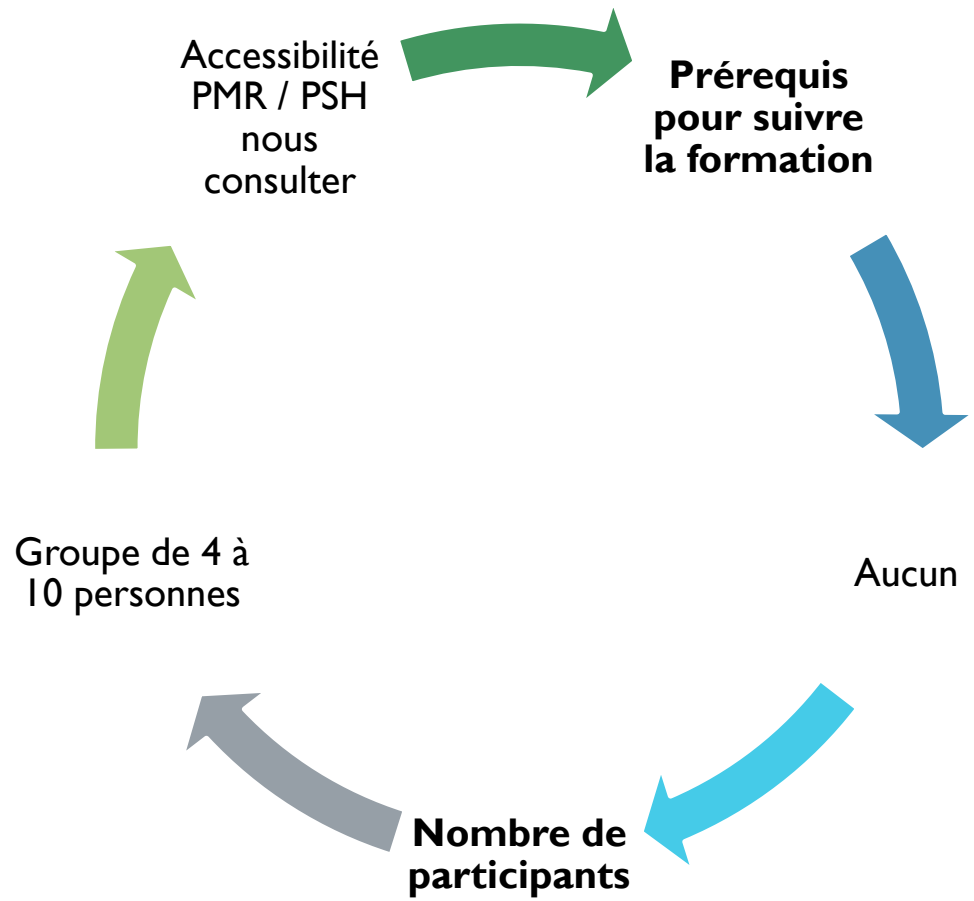 Accessibilité
PMR / PSH
nous
consulter
Prérequis
pour suivre
la formation
Aucun
Nombre de
participants
Groupe de 4 à
10 personnes